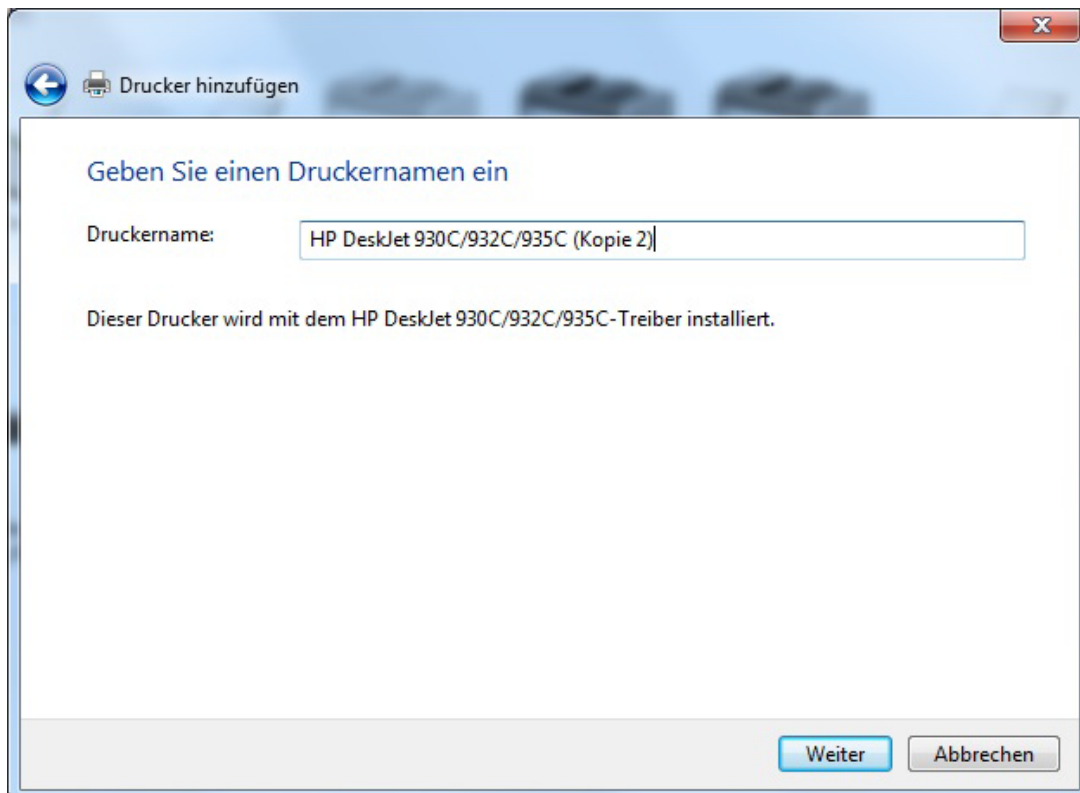 Drucker hinzufügen
Geben Sie einen Druckernamen ein
Druckername: HP DeskJet 930C/932C/935C (Kopie 2)
Dieser Drucker wird mit dem HP DeskJet 930C/932C/935C-Treiber installiert.
Weiter Abbrechen